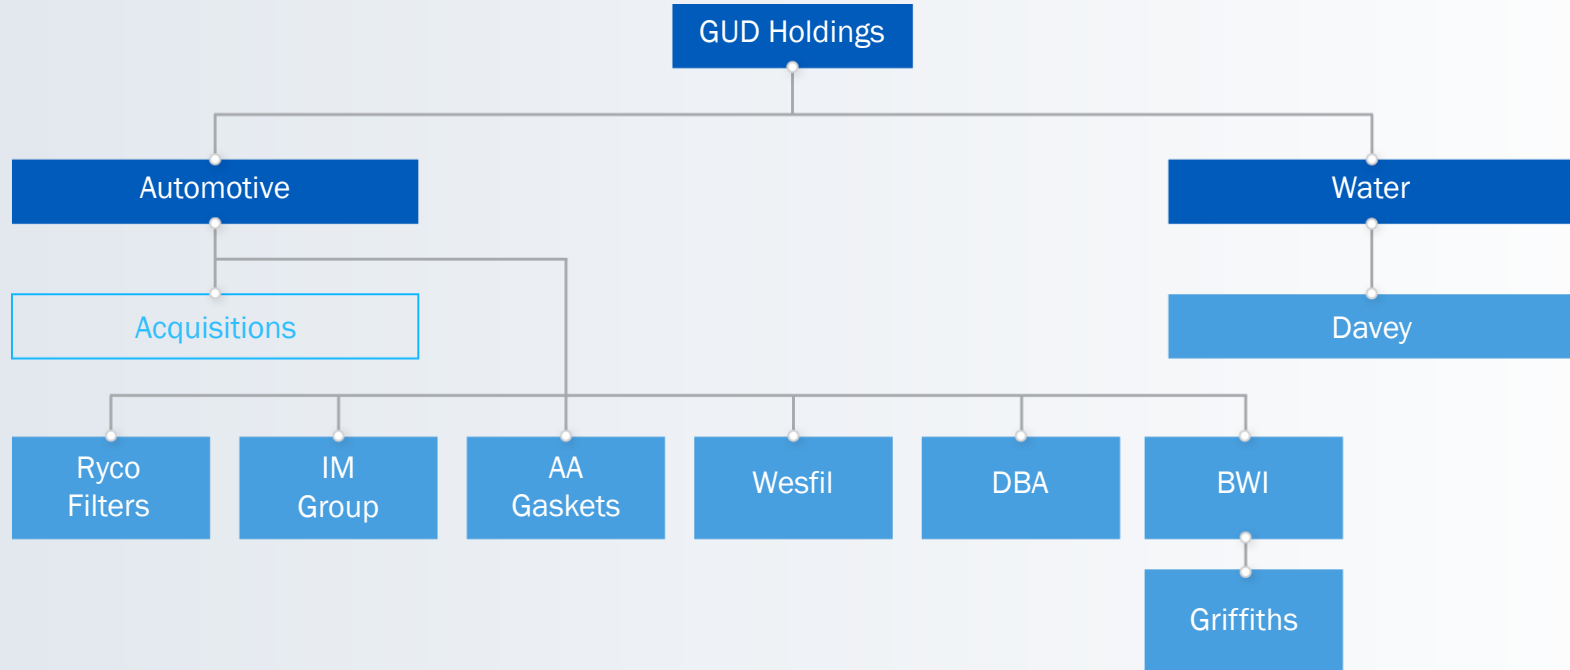 GUD Holdings
Automotive
Water
Acquisitions
Davey
Ryco
Filters
IM
Group
AA
Gaskets
Wesfil
DBA
BWI
Griffiths